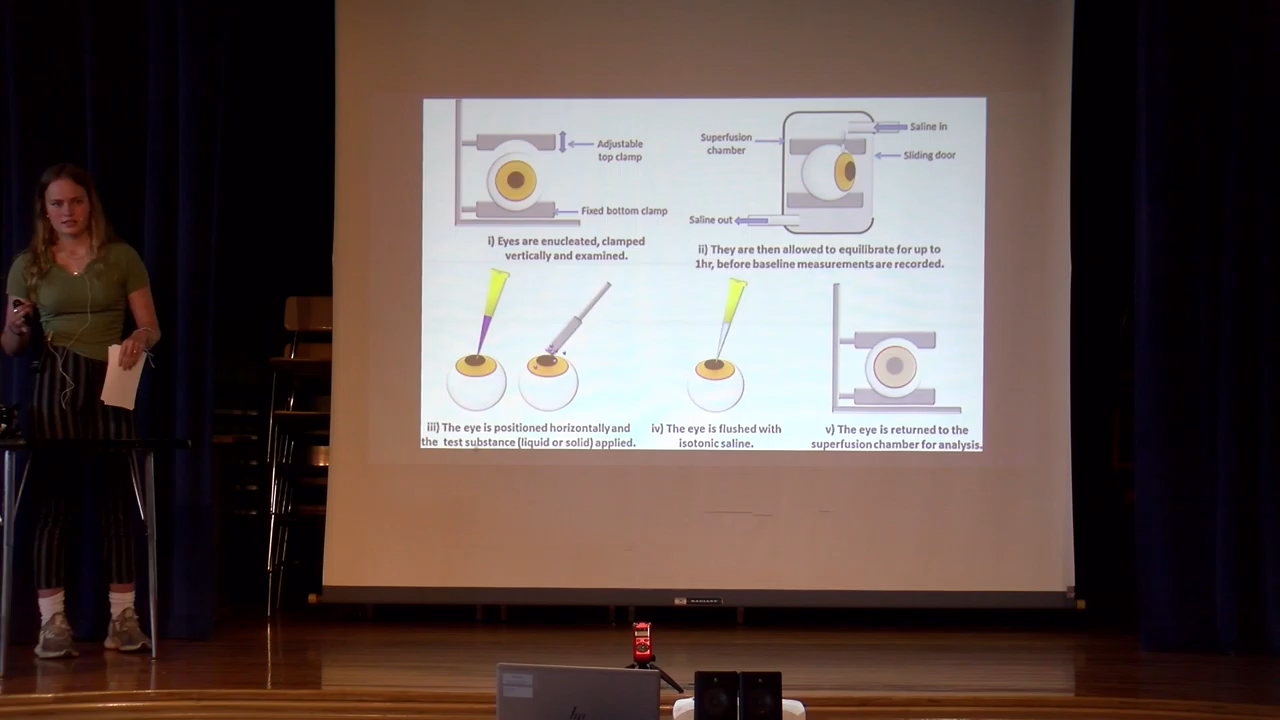 Adjustable
top clamp
Fixed bottom clamp
i) Eyes are enucleated, clamped
vertically and examined.
Superfusion
chamber
Saline in
Sliding door
Saline out
ii) They are then allowed to equilibrate for up to
1hr, before baseline measurements are recorded.
iii) The eye is positioned horizontally and
the test substance (liquid or solid) applied.
iv) The eye is flushed with
isotonic saline.
v) The eye is returned to the
superfusion chamber for analysis.
hp